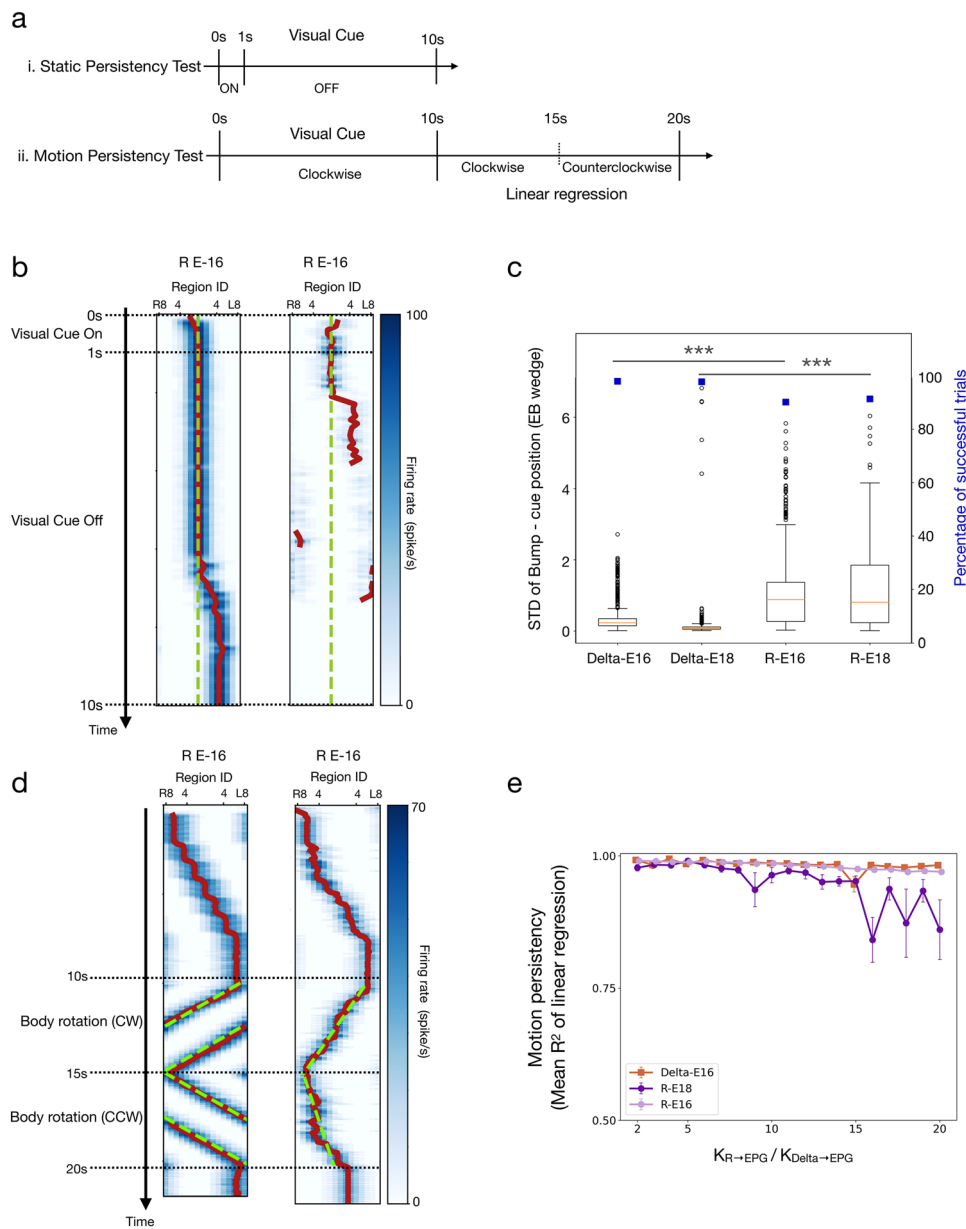 a
0s 1s Visual Cue 10s
i. Static Persistency Test
ON OFF
0s 10s 15s 20s
Visual Cue
ii. Motion Persistency Test
Clockwise Clockwise Counterclockwise
Linear regression
b
R E-16 R E-16
Region ID Region ID
R8 4 4 L8 R8 4 4 L8
0s
Visual Cue On
1s
Visual Cue Off
10s
Time
100
Firing rate (spike/s)
0
c
STD of Bump - cue position (EB wedge)
6
4
2
0
*** ***
100
80
60
40
20
0
Percentage of successful trials
Delta-E16 Delta-E18 R-E16 R-E18
d
R E-16 R E-16
Region ID Region ID
R8 4 4 L8 R8 4 4 L8
10s
Body rotation (CW)
15s
Body rotation (CCW)
20s
Time
70
Firing rate (spike/s)
0
e
Motion persistency
(Mean R² of linear regression)
1.00
0.75
0.50
Delta-E16
R-E18
R-E16
2 5 10 15 20
K_R→EPG / K_Delta→EPG